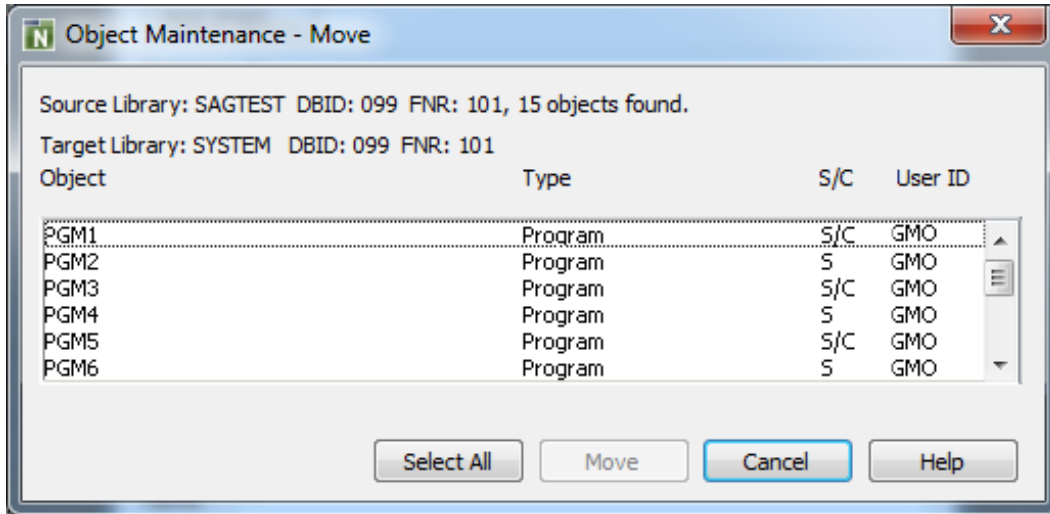 N Object Maintenance - Move X
Source Library: SAGTEST DBID: 099 FNR: 101, 15 objects found.
Target Library: SYSTEM DBID: 099 FNR: 101
Object Type S/C User ID
PGM1 Program S/C GMO
PGM2 Program S GMO
PGM3 Program S/C GMO
PGM4 Program S GMO
PGM5 Program S/C GMO
PGM6 Program S GMO
Select All Move Cancel Help